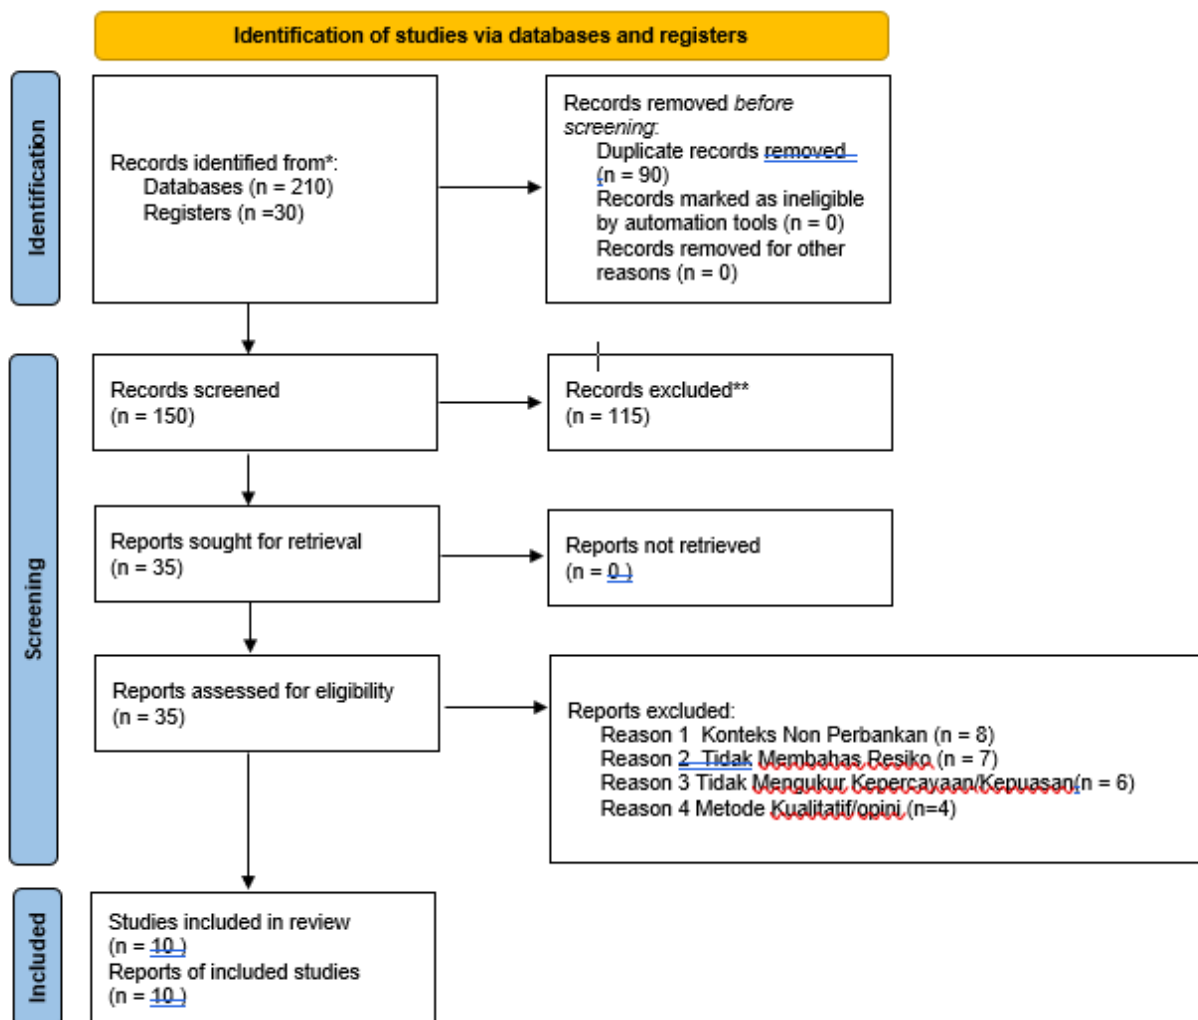 Identification of studies via databases and registers
Identification
Records identified from*:
Databases (n = 210)
Registers (n =30)
Records removed before
screening:
Duplicate records removed
(n = 90)
Records marked as ineligible
by automation tools (n = 0)
Records removed for other
reasons (n = 0)
Screening
Records screened
(n = 150)
Records excluded**
(n = 115)
Reports sought for retrieval
(n = 35)
Reports not retrieved
(n = 0 )
Reports assessed for eligibility
(n = 35)
Reports excluded:
Reason 1  Konteks Non Perbankan (n = 8)
Reason 2  Tidak Membahas Resiko (n = 7)
Reason 3 Tidak Mengukur Kepercayaan/Kepuasan(n = 6)
Reason 4 Metode Kualitatif/opini (n=4)
Included
Studies included in review
(n = 10 )
Reports of included studies
(n = 10 )